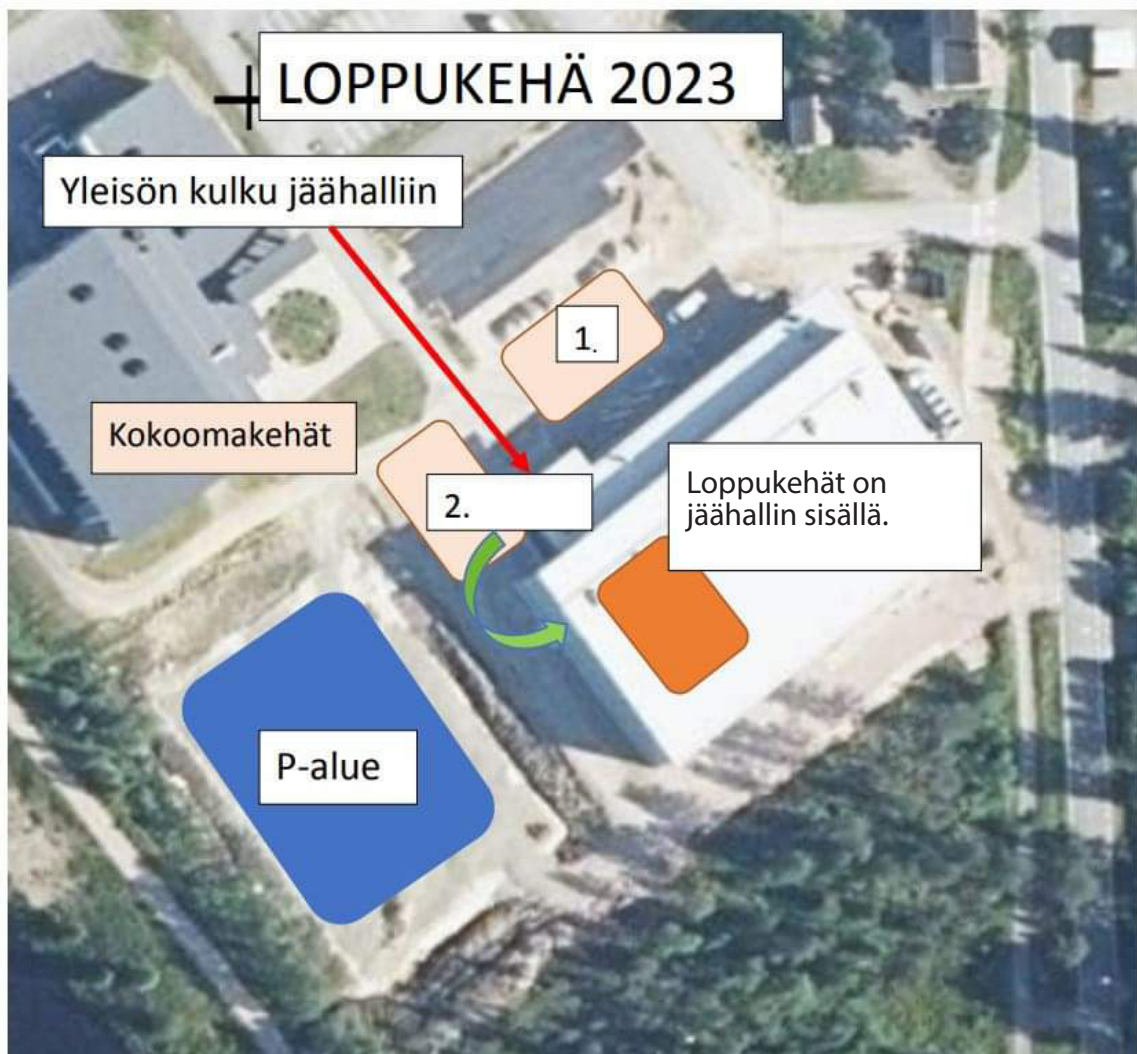 LOPPUKEHÄ 2023
Yleisön kulku jäähalliin
1.
Kokoomakehät
2.
Loppukehät on
jäähallin sisällä.
P-alue